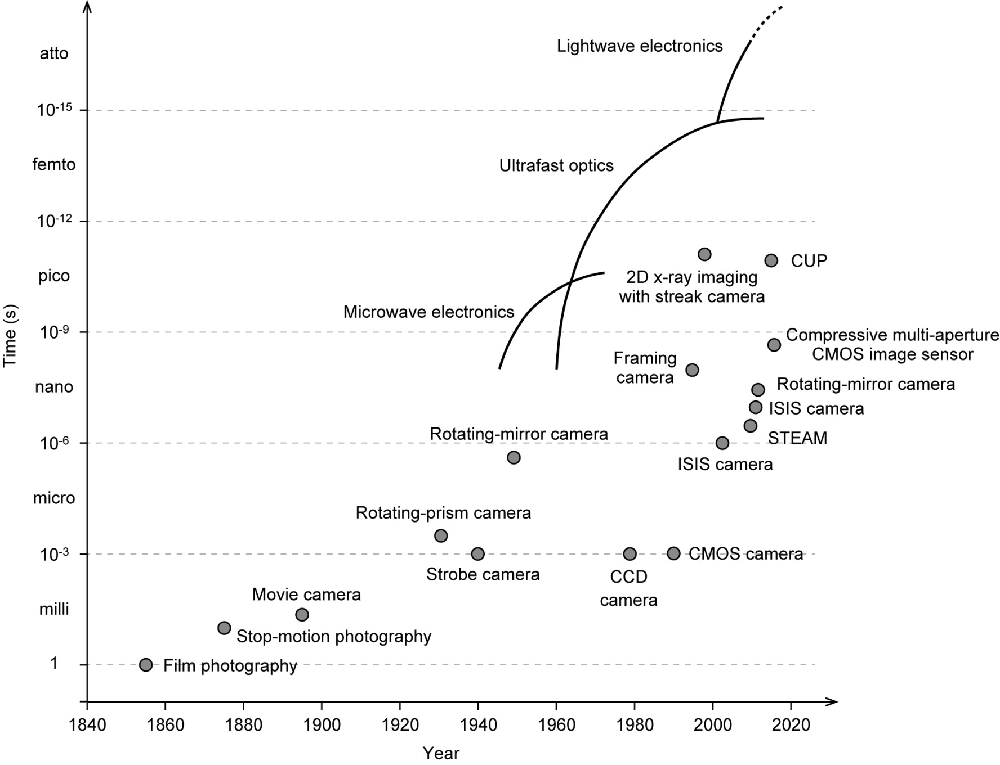 Lightwave electronics
atto
10-15
Ultrafast optics
femto
10-12
CUP
pico
2D x-ray imaging
with streak camera
Microwave electronics
10-9
Compressive multi-aperture
CMOS image sensor
Time (s)
Framing
camera
nano
Rotating-mirror camera
ISIS camera
Rotating-mirror camera
STEAM
10-6
ISIS camera
micro
Rotating-prism camera
10-3
CMOS camera
Strobe camera
CCD
camera
Movie camera
milli
Stop-motion photography
1
Film photography
1840 1860 1880 1900 1920 1940 1960 1980 2000 2020
Year